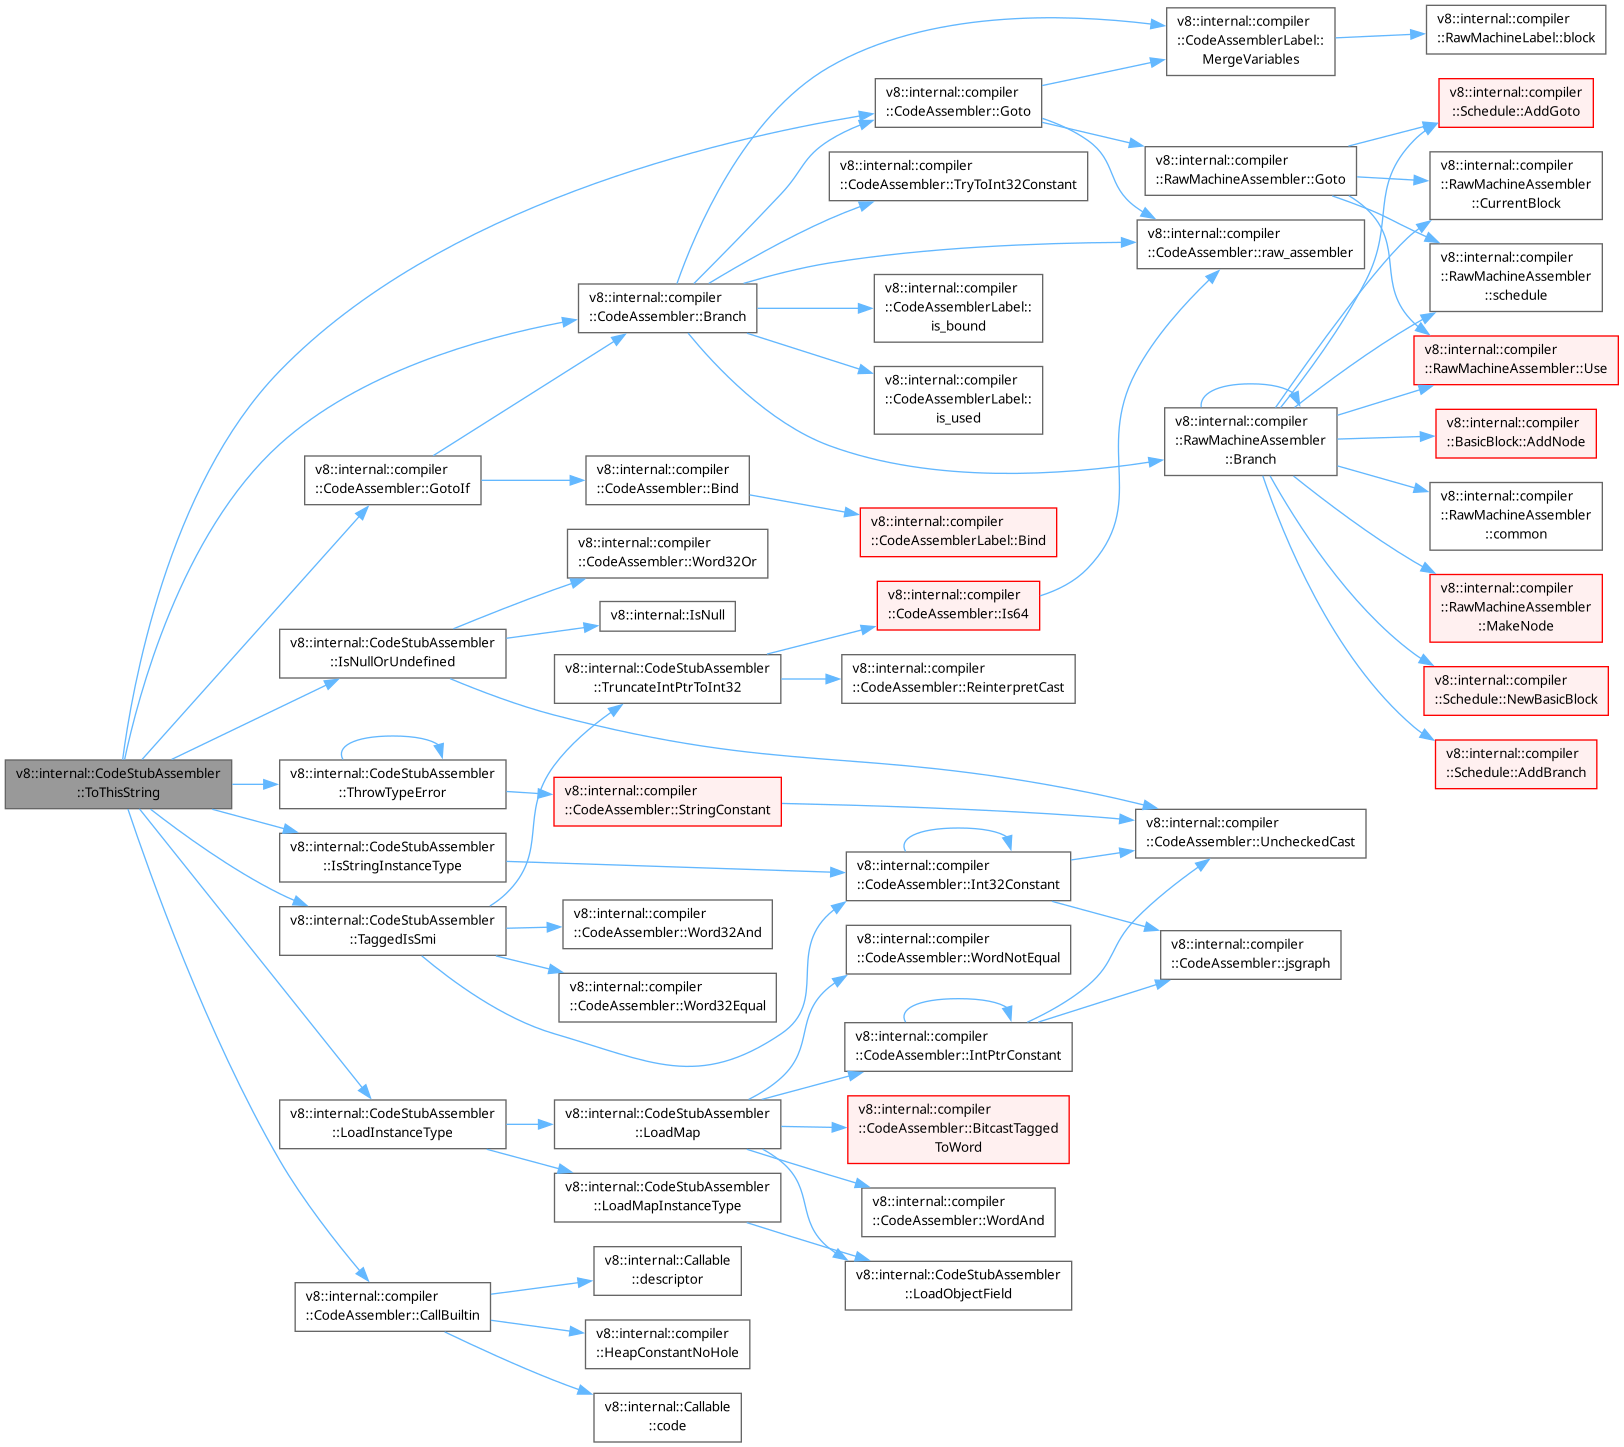 v8::internal::CodeStubAssembler
::ToThisString
v8::internal::compiler
::CodeAssembler::GotoIf
v8::internal::CodeStubAssembler
::IsNullOrUndefined
v8::internal::CodeStubAssembler
::ThrowTypeError
v8::internal::CodeStubAssembler
::IsStringInstanceType
v8::internal::CodeStubAssembler
::TaggedIsSmi
v8::internal::CodeStubAssembler
::LoadInstanceType
v8::internal::compiler
::CodeAssembler::CallBuiltin
v8::internal::compiler
::CodeAssembler::Branch
v8::internal::compiler
::CodeAssembler::Bind
v8::internal::compiler
::CodeAssembler::Word32Or
v8::internal::IsNull
v8::internal::CodeStubAssembler
::TruncateIntPtrToInt32
v8::internal::compiler
::CodeAssembler::StringConstant
v8::internal::compiler
::CodeAssembler::Word32And
v8::internal::compiler
::CodeAssembler::Word32Equal
v8::internal::CodeStubAssembler
::LoadMap
v8::internal::CodeStubAssembler
::LoadMapInstanceType
v8::internal::Callable
::descriptor
v8::internal::compiler
::HeapConstantNoHole
v8::internal::Callable
::code
v8::internal::compiler
::CodeAssembler::Goto
v8::internal::compiler
::CodeAssembler::TryToInt32Constant
v8::internal::compiler
::CodeAssemblerLabel::
is_bound
v8::internal::compiler
::CodeAssemblerLabel::
is_used
v8::internal::compiler
::CodeAssemblerLabel::Bind
v8::internal::compiler
::CodeAssembler::Is64
v8::internal::compiler
::CodeAssembler::ReinterpretCast
v8::internal::compiler
::CodeAssembler::Int32Constant
v8::internal::compiler
::CodeAssembler::WordNotEqual
v8::internal::compiler
::CodeAssembler::IntPtrConstant
v8::internal::compiler
::CodeAssembler::BitcastTagged
ToWord
v8::internal::compiler
::CodeAssembler::WordAnd
v8::internal::CodeStubAssembler
::LoadObjectField
v8::internal::compiler
::CodeAssemblerLabel::
MergeVariables
v8::internal::compiler
::RawMachineAssembler::Goto
v8::internal::compiler
::CodeAssembler::raw_assembler
v8::internal::compiler
::RawMachineAssembler
::Branch
v8::internal::compiler
::CodeAssembler::UncheckedCast
v8::internal::compiler
::CodeAssembler::jsgraph
v8::internal::compiler
::RawMachineLabel::block
v8::internal::compiler
::Schedule::AddGoto
v8::internal::compiler
::RawMachineAssembler
::CurrentBlock
v8::internal::compiler
::RawMachineAssembler
::schedule
v8::internal::compiler
::RawMachineAssembler::Use
v8::internal::compiler
::BasicBlock::AddNode
v8::internal::compiler
::RawMachineAssembler
::common
v8::internal::compiler
::RawMachineAssembler
::MakeNode
v8::internal::compiler
::Schedule::NewBasicBlock
v8::internal::compiler
::Schedule::AddBranch